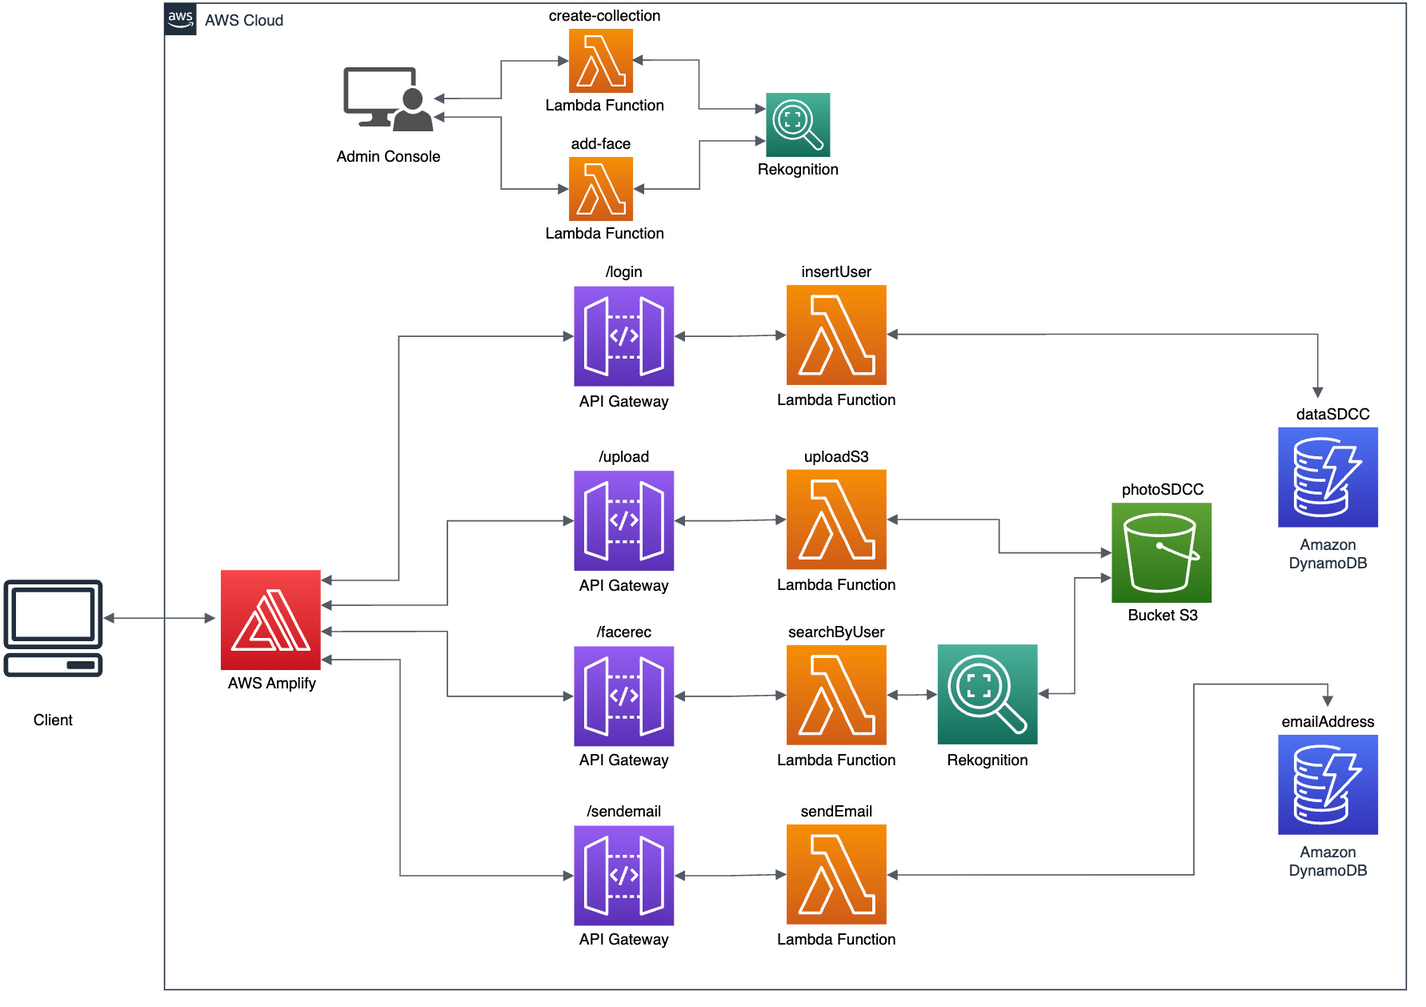 aws
AWS Cloud
create-collection
Lambda Function
Admin Console
add-face
Lambda Function
Rekognition
/login
API Gateway
insertUser
Lambda Function
dataSDCC
Amazon
DynamoDB
/upload
API Gateway
uploadS3
Lambda Function
photoSDCC
Bucket S3
Client
AWS Amplify
/facerec
API Gateway
searchByUser
Lambda Function
Rekognition
emailAddress
Amazon
DynamoDB
/sendemail
API Gateway
sendEmail
Lambda Function